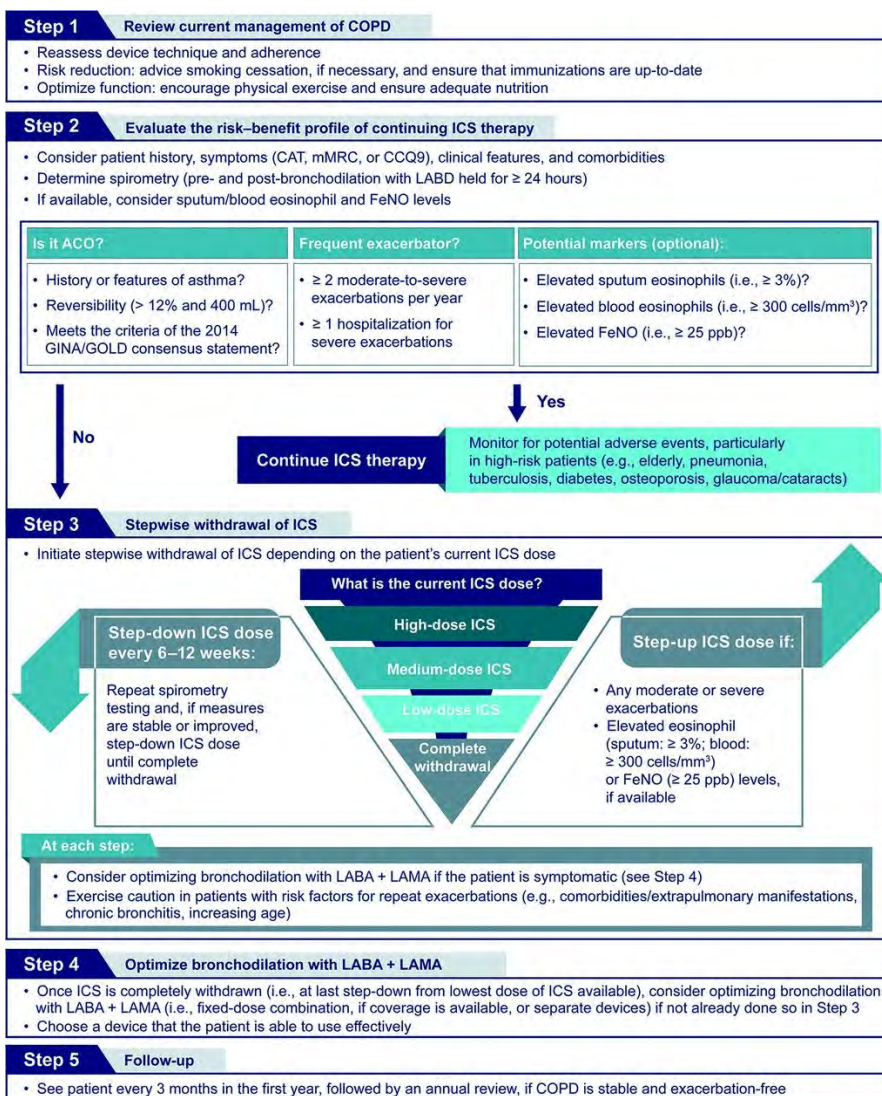 Step 1 Review current management of COPD
• Reassess device technique and adherence
• Risk reduction: advice smoking cessation, if necessary, and ensure that immunizations are up-to-date
• Optimize function: encourage physical exercise and ensure adequate nutrition
Step 2 Evaluate the risk–benefit profile of continuing ICS therapy
• Consider patient history, symptoms (CAT, mMRC, or CCQ9), clinical features, and comorbidities
• Determine spirometry (pre- and post-bronchodilation with LABD held for ≥ 24 hours)
• If available, consider sputum/blood eosinophil and FeNO levels
Is it ACO?
• History or features of asthma?
• Reversibility (> 12% and 400 mL)?
• Meets the criteria of the 2014
GINA/GOLD consensus statement?
Frequent exacerbator?
• ≥ 2 moderate-to-severe
exacerbations per year
• ≥ 1 hospitalization for
severe exacerbations
Potential markers (optional):
• Elevated sputum eosinophils (i.e., ≥ 3%)?
• Elevated blood eosinophils (i.e., ≥ 300 cells/mm³)?
• Elevated FeNO (i.e., ≥ 25 ppb)?
No
Yes
Continue ICS therapy
Monitor for potential adverse events, particularly
in high-risk patients (e.g., elderly, pneumonia,
tuberculosis, diabetes, osteoporosis, glaucoma/cataracts)
Step 3 Stepwise withdrawal of ICS
• Initiate stepwise withdrawal of ICS depending on the patient's current ICS dose
What is the current ICS dose?
High-dose ICS
Medium-dose ICS
Low-dose ICS
Complete
withdrawal
Step-down ICS dose
every 6–12 weeks:
Repeat spirometry
testing and, if measures
are stable or improved,
step-down ICS dose
until complete
withdrawal
Step-up ICS dose if:
• Any moderate or severe
exacerbations
• Elevated eosinophil
(sputum: ≥ 3%; blood:
≥ 300 cells/mm³)
or FeNO (≥ 25 ppb) levels,
if available
At each step:
• Consider optimizing bronchodilation with LABA + LAMA if the patient is symptomatic (see Step 4)
• Exercise caution in patients with risk factors for repeat exacerbations (e.g., comorbidities/extrapulmonary manifestations,
chronic bronchitis, increasing age)
Step 4 Optimize bronchodilation with LABA + LAMA
• Once ICS is completely withdrawn (i.e., at last step-down from lowest dose of ICS available), consider optimizing bronchodilation
with LABA + LAMA (i.e., fixed-dose combination, if coverage is available, or separate devices) if not already done so in Step 3
• Choose a device that the patient is able to use effectively
Step 5 Follow-up
• See patient every 3 months in the first year, followed by an annual review, if COPD is stable and exacerbation-free